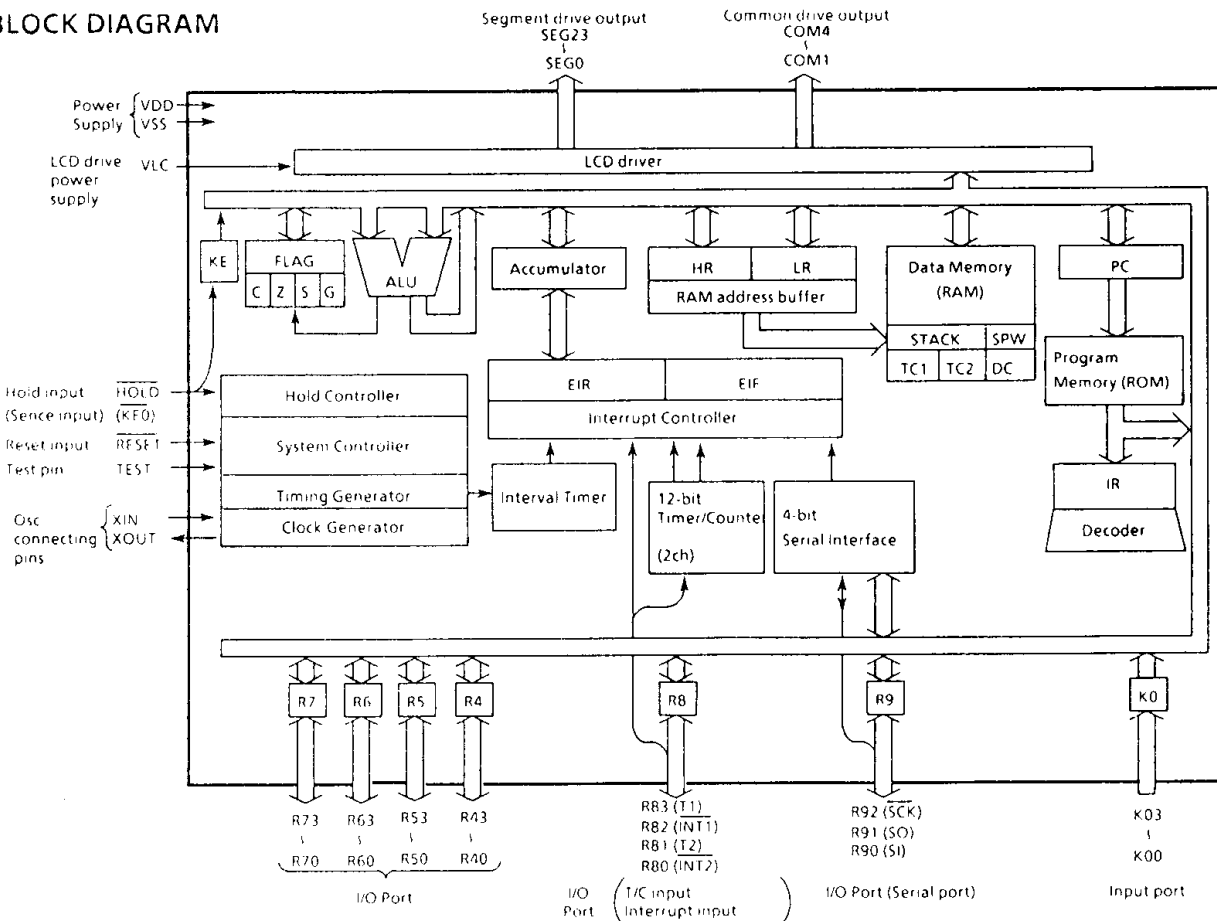 BLOCK DIAGRAM
Segment drive output
SEG23
SEG0
Common drive output
COM4
COM1
Power Supply
VDD
VSS
LCD drive power supply
VLC
LCD driver
KE
FLAG
C Z S G
ALU
Accumulator
HR LR
RAM address buffer
Data Memory
(RAM)
STACK SPW
TC1 TC2 DC
PC
Program
Memory (ROM)
IR
Decoder
EIR EIF
Interrupt Controller
Hold input HOLD
(Sence input) (KE0)
Reset input RESET
Test pin TEST
Osc
connecting
pins
XIN
XOUT
Hold Controller
System Controller
Timing Generator
Clock Generator
Interval Timer
12-bit
Timer/Counter
(2ch)
4-bit
Serial Interface
R7 R6 R5 R4 R8 R9 K0
R73 R63 R53 R43
R70 R60 R50 R40
I/O Port
R83 (T1)
R82 (INT1)
R81 (T2)
R80 (INT2)
I/O
Port
T/C input
Interrupt input
R92 (SCK)
R91 (SO)
R90 (SI)
I/O Port (Serial port)
K03
K00
Input port